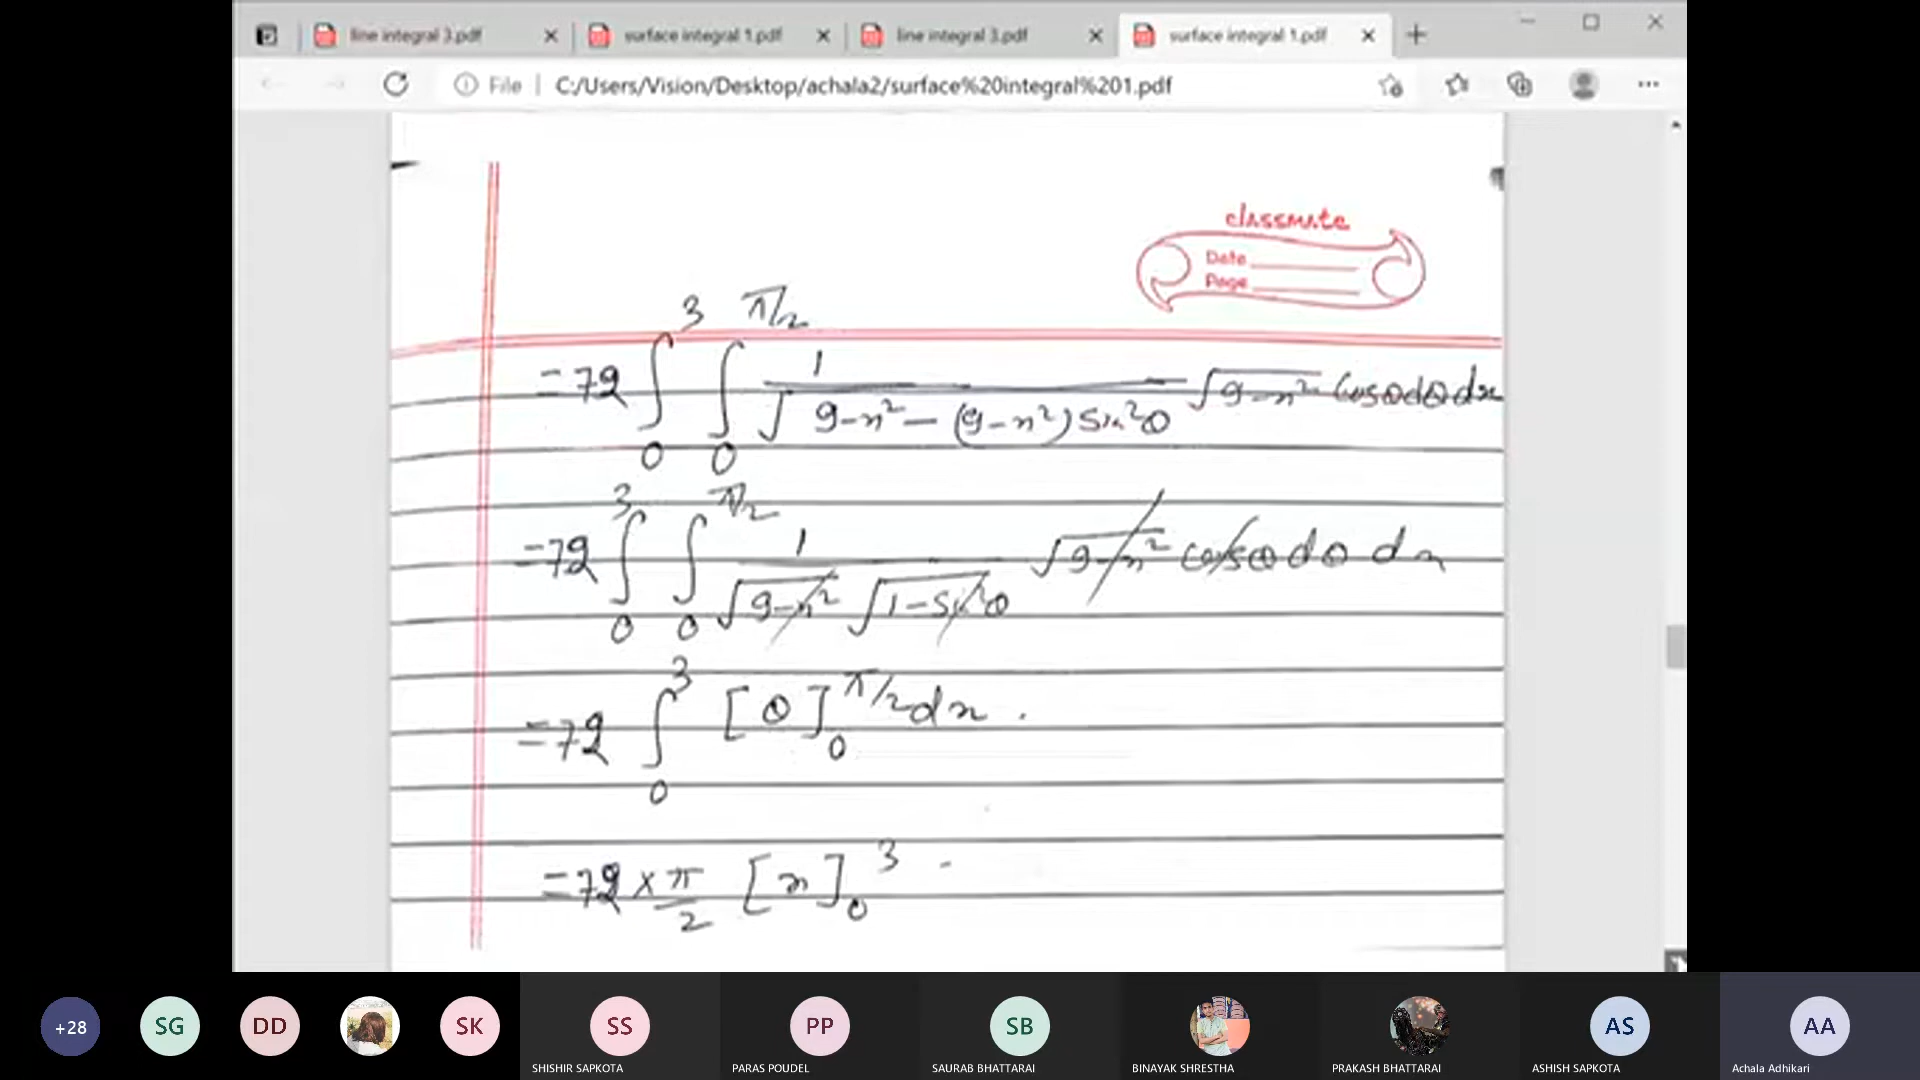 line integral 3.pdf
surface integral 1.pdf
line integral 3.pdf
surface integral 1.pdf
File | C:/Users/Vision/Desktop/achala2/surface%20integral%201.pdf
classmate
Date
Page
= 72 ∫₀³ ∫₀^(π/2) 1/√(9-x² - (9-x²) Sin²θ) √(9-x²) Cosθ dθ dx
= 72 ∫₀³ ∫₀^(π/2) 1/(√(9-x²) √(1-Sin²θ)) √(9-x²) cosθ dθ dx
= 72 ∫₀³ [θ]₀^(π/2) dx.
= 72 × π/2 [x]₀³
+28
SG
DD
SK
SS
PP
SB
AS
AA
SHISHIR SAPKOTA
PARAS POUDEL
SAURAB BHATTARAI
BINAYAK SHRESTHA
PRAKASH BHATTARAI
ASHISH SAPKOTA
Achala Adhikari